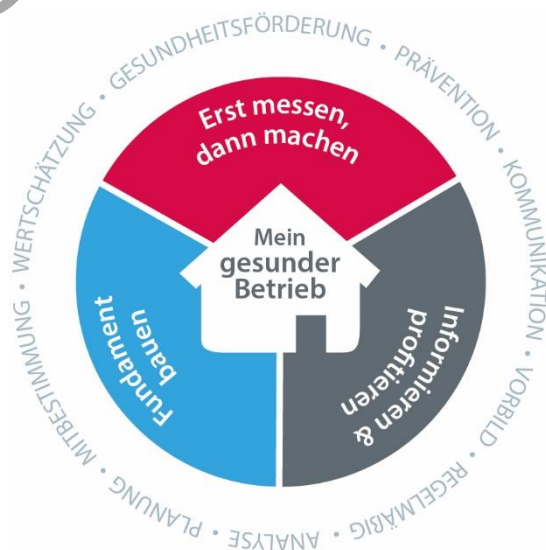 GESUNDHEITSFÖRDERUNG • PRÄVENTION • KOMMUNIKATION • VORBILD • REGELMÄßIG • ANALYSE • PLANUNG • MITBESTIMMUNG • WERTSCHÄTZUNG •
Erst messen,
dann machen
Mein
gesunder
Betrieb
Informieren &
profitieren
Fundament
bauen